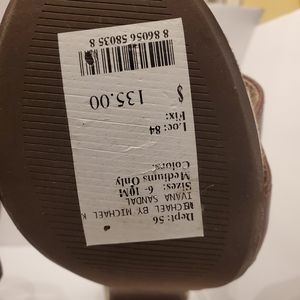 Dept: 56
MICHAEL BY MICHAEL K
IVANA SANDAL
Sizes: 6-10M
Mediums Only
Colors:
Loc: 84
Fix:
$ 135.00
8 86056 58035 8